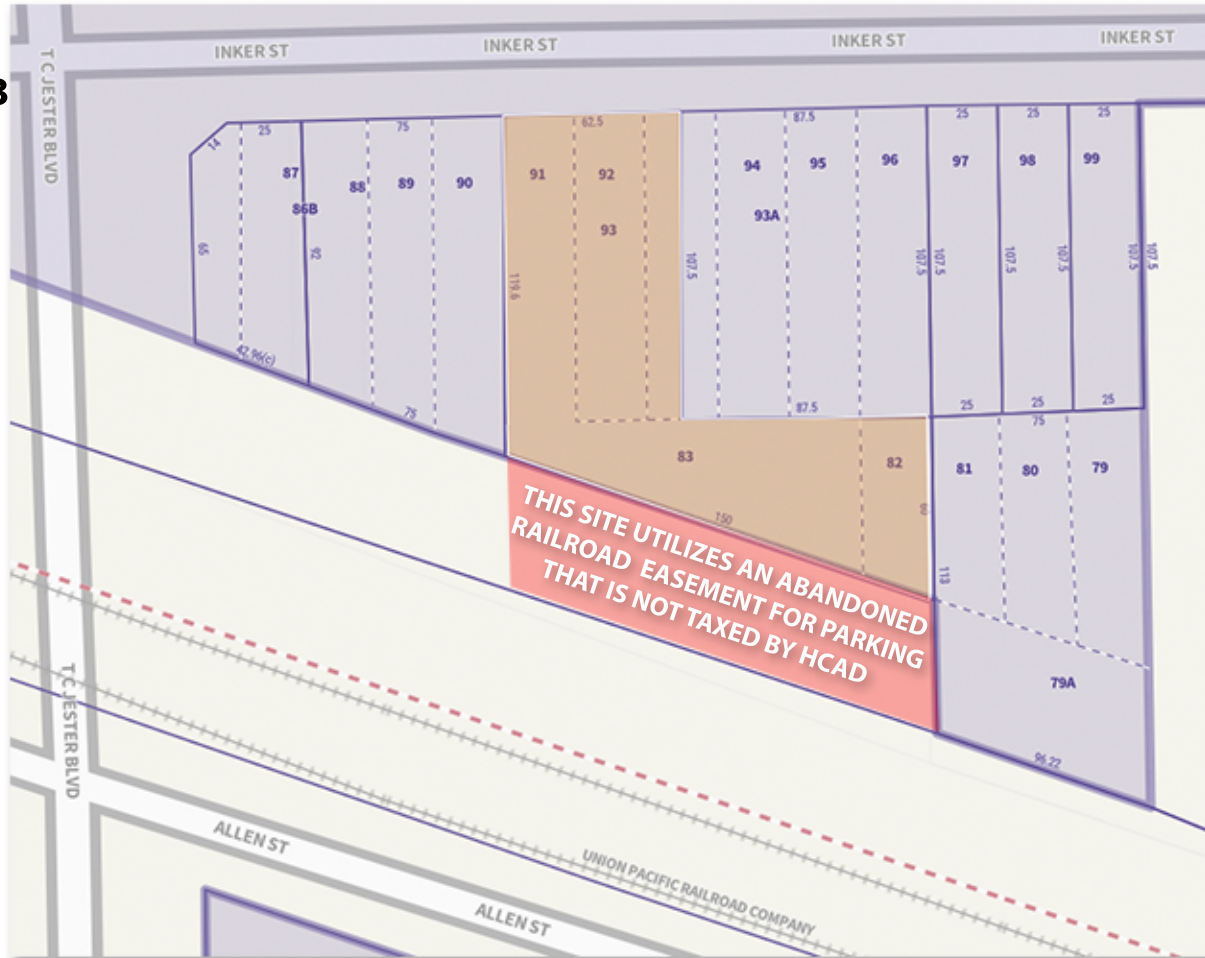 INKER ST
INKER ST
INKER ST
INKER ST
T C JESTER BLVD
14
25
75
62.5
87.5
25
25
25
87
88
89
90
91
92
94
95
96
97
98
99
86B
93
93A
65
92
119.6
107.5
107.5
107.5
107.5
107.5
107.5
107.5
42.96(c)
75
87.5
25
25
25
75
83
82
81
80
79
150
60
113
THIS SITE UTILIZES AN ABANDONED
RAILROAD EASEMENT FOR PARKING
THAT IS NOT TAXED BY HCAD
79A
96.22
T C JESTER BLVD
ALLEN ST
UNION PACIFIC RAILROAD COMPANY
ALLEN ST